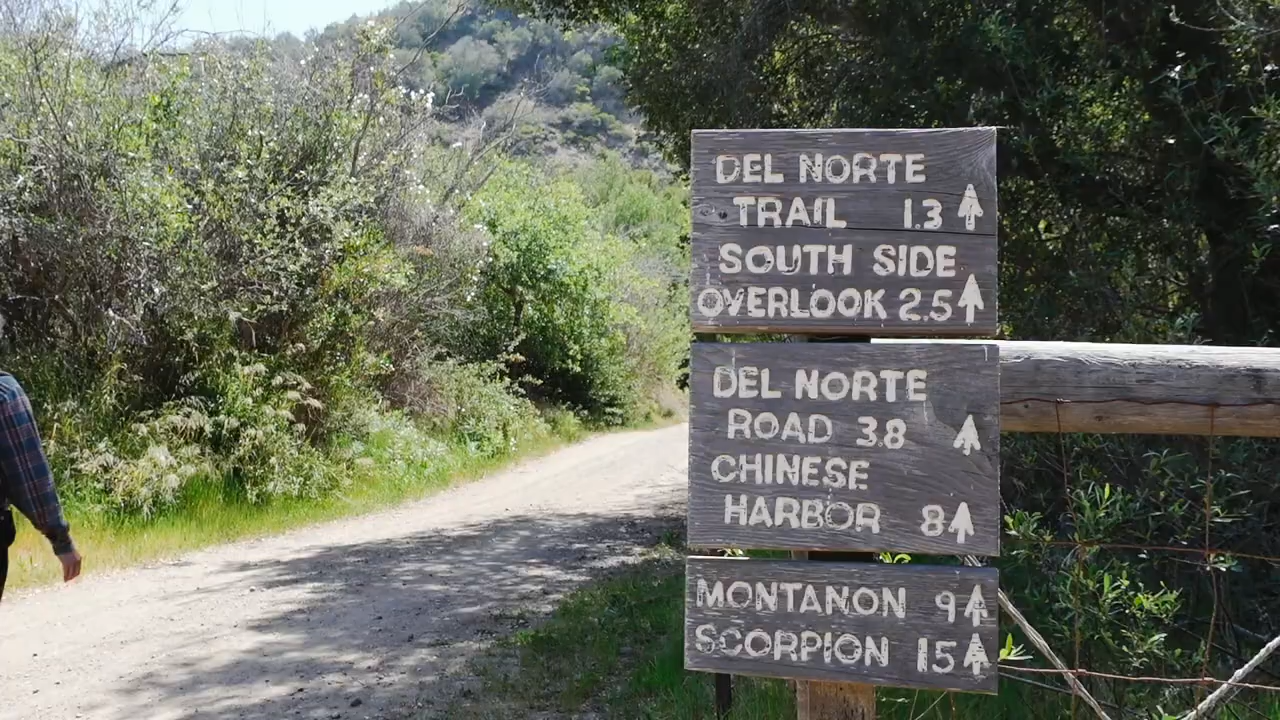 DEL NORTE
TRAIL 1.3
SOUTH SIDE
OVERLOOK 2.5
DEL NORTE
ROAD 3.8
CHINESE
HARBOR 8
MONTANON 9
SCORPION 15